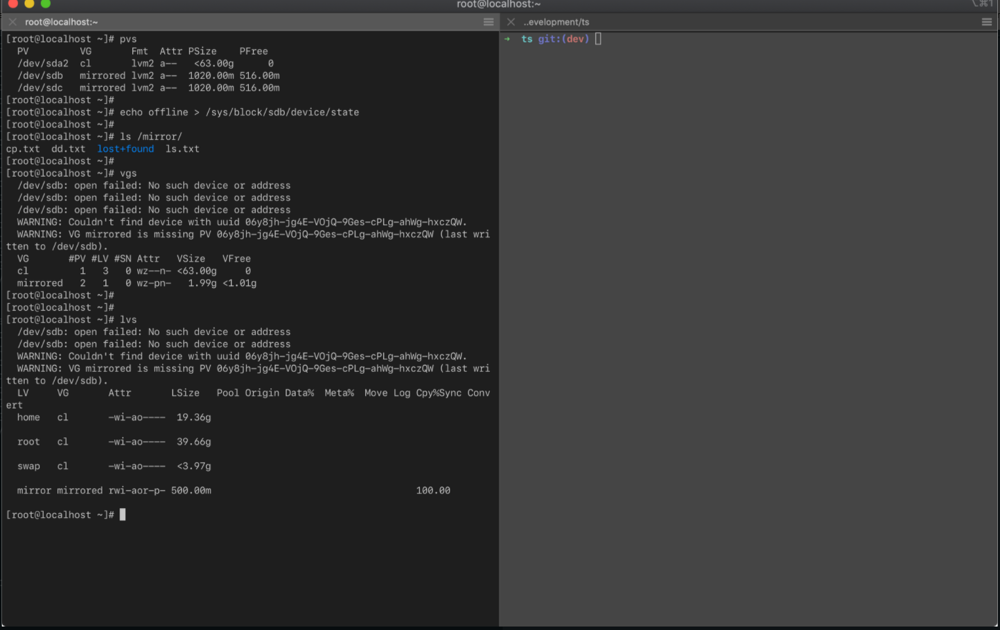 root@localhost:~
⌥⌘1
root@localhost:~
..evelopment/ts
[root@localhost ~]# pvs
  PV         VG       Fmt  Attr PSize    PFree
  /dev/sda2  cl       lvm2 a--   <63.00g      0
  /dev/sdb   mirrored lvm2 a--  1020.00m 516.00m
  /dev/sdc   mirrored lvm2 a--  1020.00m 516.00m
[root@localhost ~]#
[root@localhost ~]# echo offline > /sys/block/sdb/device/state
[root@localhost ~]#
[root@localhost ~]# ls /mirror/
cp.txt  dd.txt  lost+found  ls.txt
[root@localhost ~]#
[root@localhost ~]# vgs
  /dev/sdb: open failed: No such device or address
  /dev/sdb: open failed: No such device or address
  /dev/sdb: open failed: No such device or address
  WARNING: Couldn't find device with uuid 06y8jh-jg4E-VOjQ-9Ges-cPLg-ahWg-hxczQW.
  WARNING: VG mirrored is missing PV 06y8jh-jg4E-VOjQ-9Ges-cPLg-ahWg-hxczQW (last wri
tten to /dev/sdb).
  VG       #PV #LV #SN Attr   VSize   VFree
  cl         1   3   0 wz--n- <63.00g     0
  mirrored   2   1   0 wz-pn-   1.99g <1.01g
[root@localhost ~]#
[root@localhost ~]#
[root@localhost ~]# lvs
  /dev/sdb: open failed: No such device or address
  /dev/sdb: open failed: No such device or address
  WARNING: Couldn't find device with uuid 06y8jh-jg4E-VOjQ-9Ges-cPLg-ahWg-hxczQW.
  WARNING: VG mirrored is missing PV 06y8jh-jg4E-VOjQ-9Ges-cPLg-ahWg-hxczQW (last wri
tten to /dev/sdb).
  LV     VG       Attr       LSize   Pool Origin Data%  Meta%  Move Log Cpy%Sync Conv
ert
  home   cl       -wi-ao----  19.36g
  root   cl       -wi-ao----  39.66g
  swap   cl       -wi-ao----  <3.97g
  mirror mirrored rwi-aor-p- 500.00m                                    100.00
[root@localhost ~]#
→ ts git:(dev)